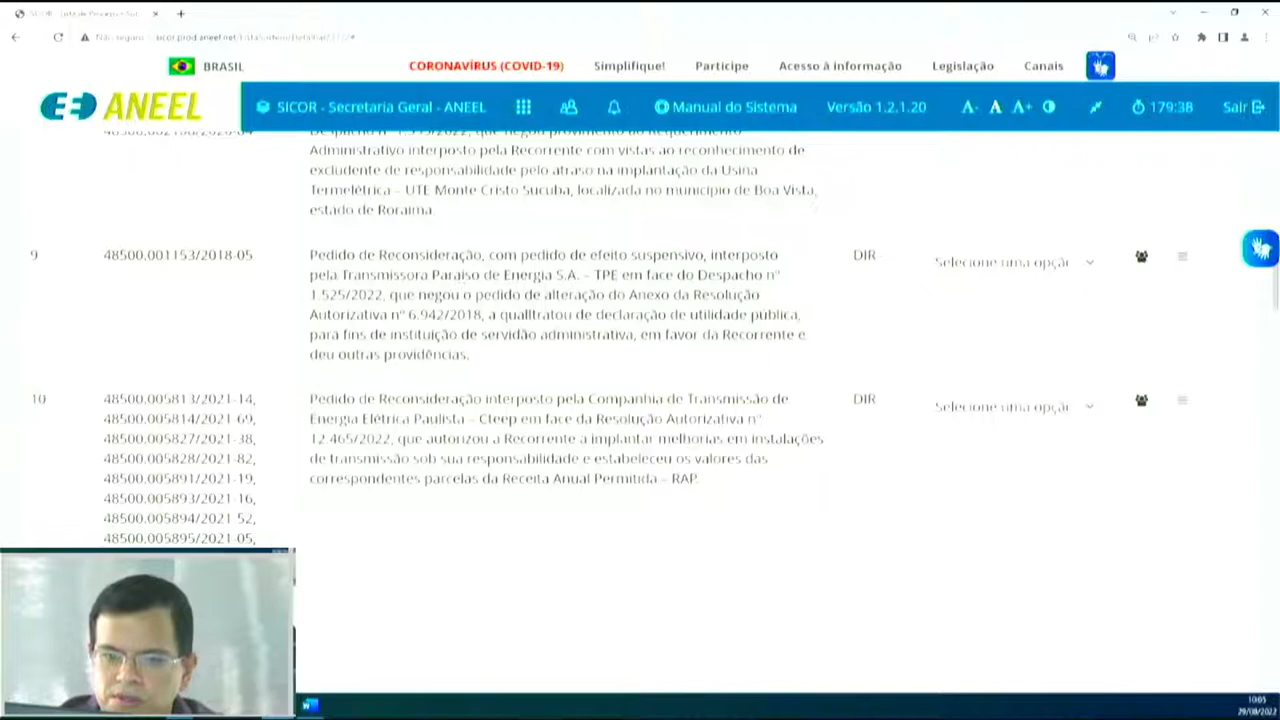 BRASIL
CORONAVÍRUS (COVID-19)
Simplifique!
Participe
Acesso à informação
Legislação
Canais
ANEEL
SICOR - Secretaria Geral - ANEEL
Manual do Sistema
Versão 1.2.1.20
A-
A
A+
179:38
Sair
Administrativo interposto pela Recorrente com vistas ao reconhecimento de
excludente de responsabilidade pelo atraso na implantação da Usina
Termelétrica – UTE Monte Cristo Sucuba, localizada no município de Boa Vista,
estado de Roraima.
9
48500.001153/2018-05
Pedido de Reconsideração, com pedido de efeito suspensivo, interposto
pela Transmissora Paraíso de Energia S.A. – TPE em face do Despacho nº
1.525/2022, que negou o pedido de alteração do Anexo da Resolução
Autorizativa nº 6.942/2018, a qualltratou de declaração de utilidade pública,
para fins de instituição de servidão administrativa, em favor da Recorrente e
deu outras providências.
DIR
Selecione uma opçã
10
48500.005813/2021-14,
48500.005814/2021-69,
48500.005827/2021-38,
48500.005828/2021-82,
48500.005891/2021-19,
48500.005893/2021-16,
48500.005894/2021-52,
48500.005895/2021-05,
Pedido de Reconsideração interposto pela Companhia de Transmissão de
Energia Elétrica Paulista – Cteep em face da Resolução Autorizativa nº
12.465/2022, que autorizou a Recorrente a implantar melhorias em instalações
de transmissão sob sua responsabilidade e estabeleceu os valores das
correspondentes parcelas da Receita Anual Permitida – RAP.
DIR
Selecione uma opçã
10:05
29/08/2022